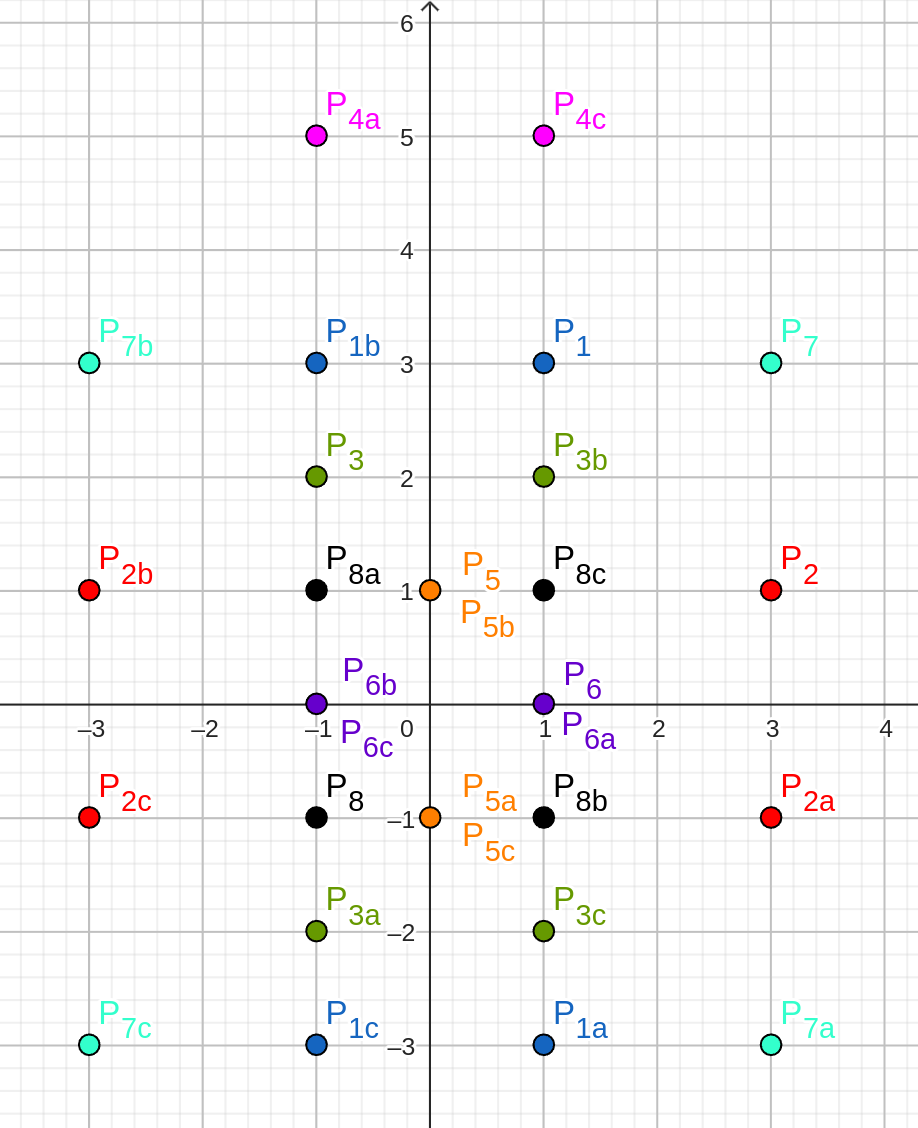 6
P4a P4c
5
4
P7b P1b P1 P7
3
P3 P3b
2
P2b P8a P5 P8c P2
1
P5b
P6b P6
–3 –2 –1 0 1 2 3 4
P6c P6a
P2c P8 P5a P8b P2a
–1
P5c
P3a P3c
–2
P7c P1c P1a P7a
–3